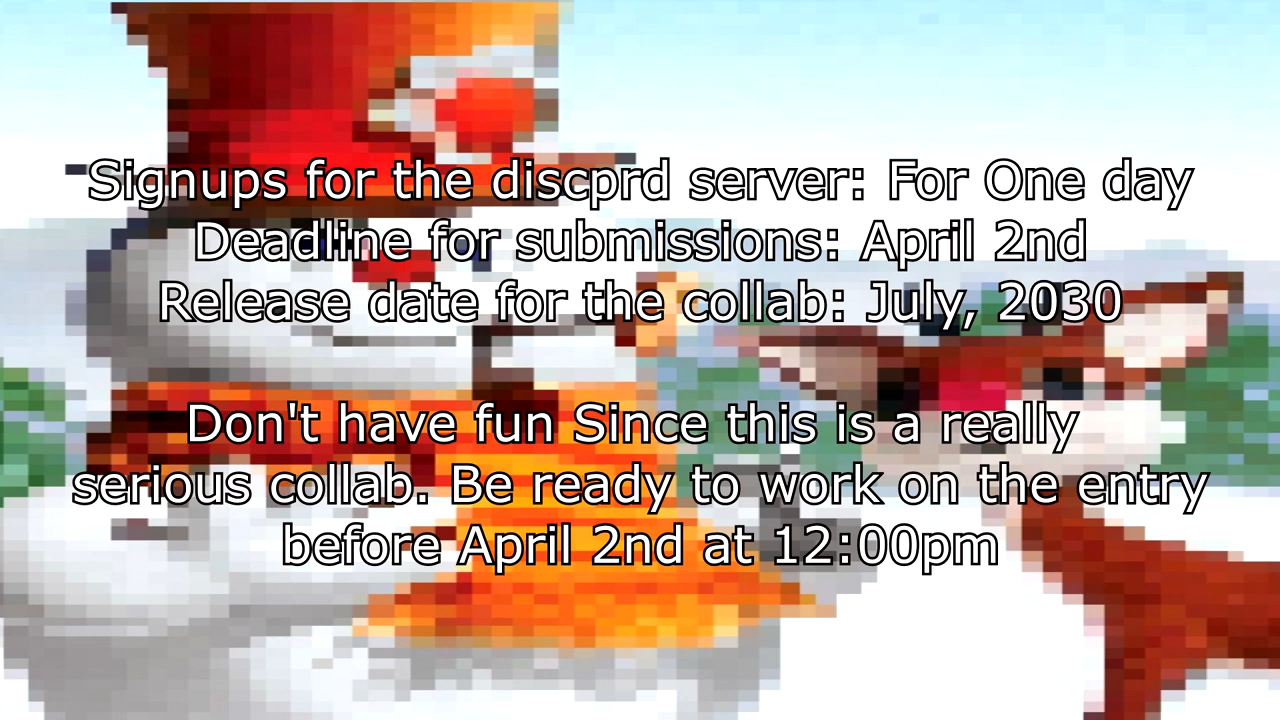 Signups for the discprd server: For One day
Deadline for submissions: April 2nd
Release date for the collab: July, 2030
Don't have fun Since this is a really
serious collab. Be ready to work on the entry
before April 2nd at 12:00pm